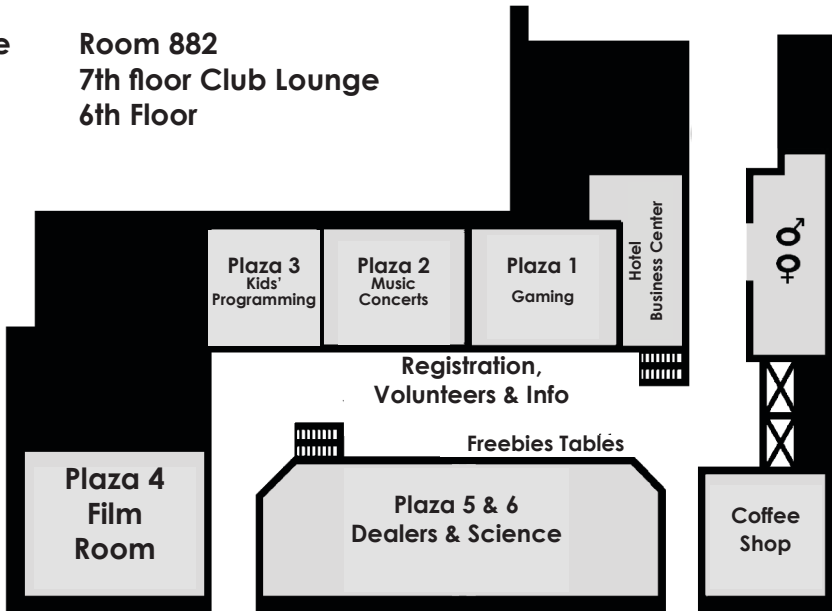 e
Room 882
7th floor Club Lounge
6th Floor
Hotel
Business Center
Plaza 3
Kids'
Programming
Plaza 2
Music
Concerts
Plaza 1
Gaming
Registration,
Volunteers & Info
Freebies Tables
Plaza 4
Film
Room
Plaza 5 & 6
Dealers & Science
Coffee
Shop